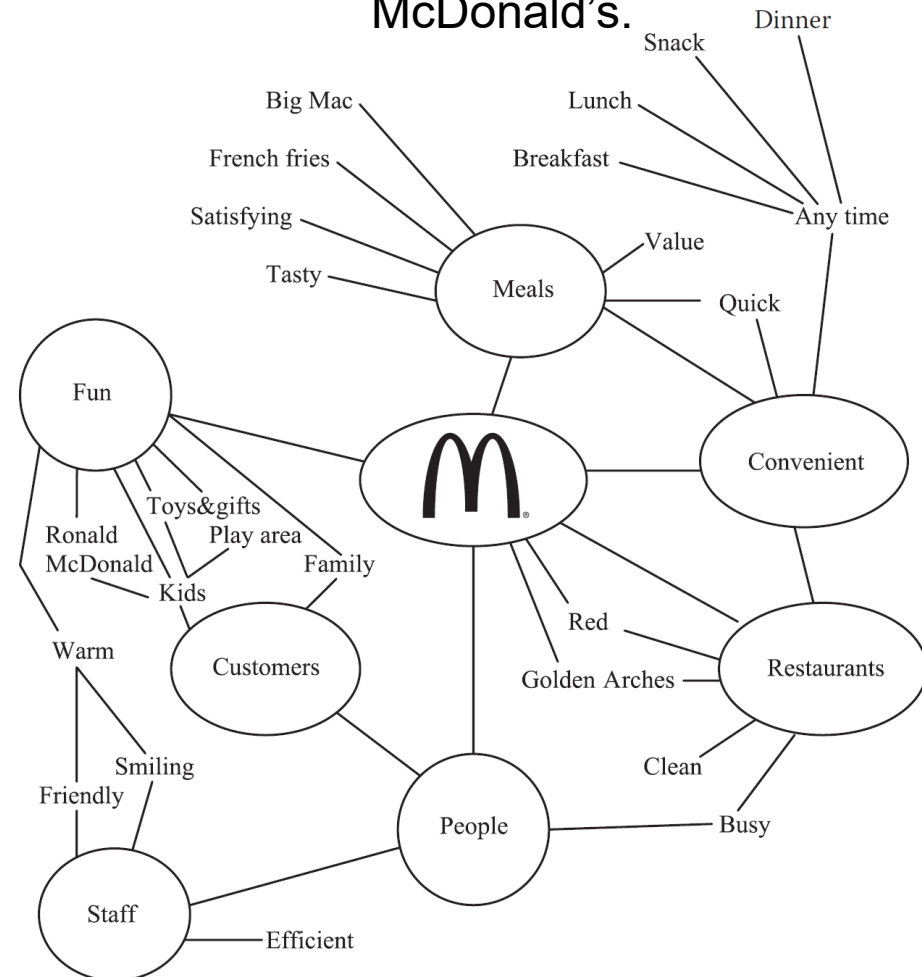 McDonald's.
Dinner
Snack
Big Mac
Lunch
French fries
Breakfast
Satisfying
Any time
Value
Tasty
Meals
Quick
Fun
Convenient
Toys&gifts
Ronald
McDonald
Play area
Family
Kids
Red
Warm
Customers
Restaurants
Golden Arches
Smiling
Clean
Friendly
People
Busy
Staff
Efficient
®